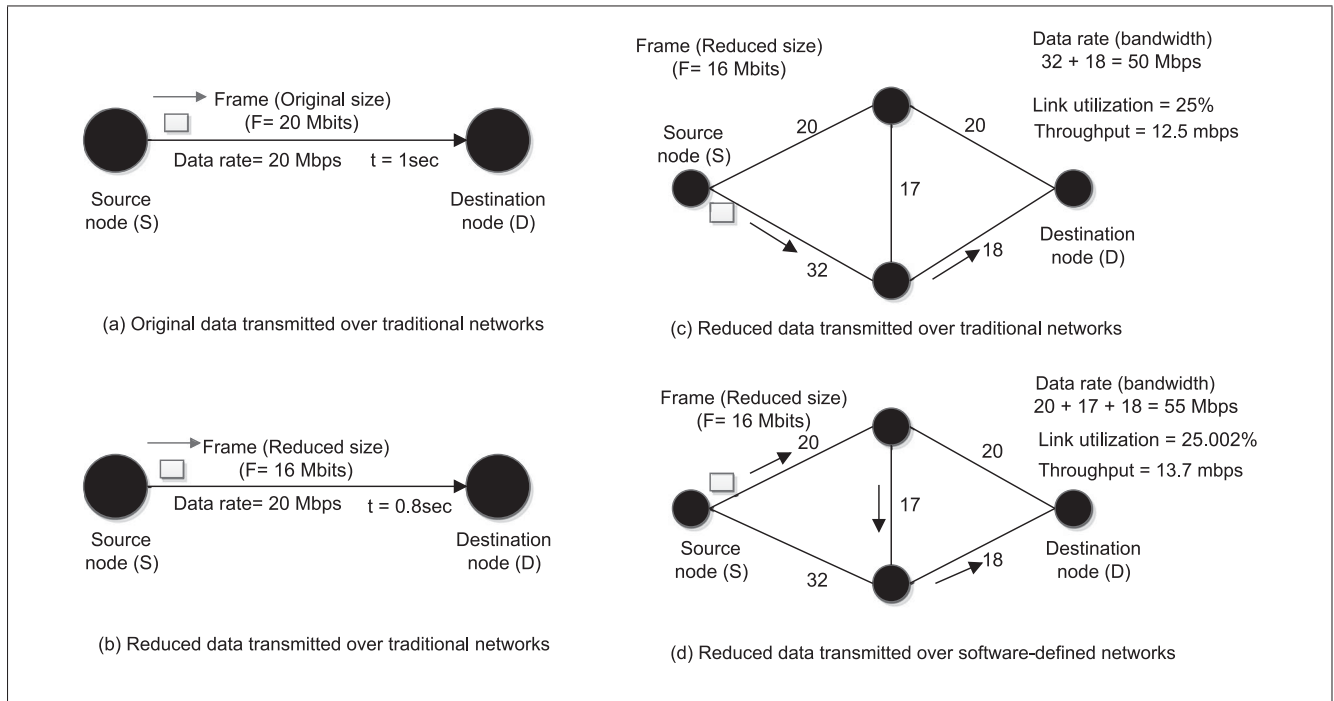 Frame (Original size)
(F= 20 Mbits)
Data rate= 20 Mbps
t = 1sec
Source
node (S)
Destination
node (D)
(a) Original data transmitted over traditional networks
Frame (Reduced size)
(F= 16 Mbits)
Data rate= 20 Mbps
t = 0.8sec
Source
node (S)
Destination
node (D)
(b) Reduced data transmitted over traditional networks
Frame (Reduced size)
(F= 16 Mbits)
Data rate (bandwidth)
32 + 18 = 50 Mbps
Link utilization = 25%
Throughput = 12.5 mbps
Source
node (S)
20
20
17
32
18
Destination
node (D)
(c) Reduced data transmitted over traditional networks
Frame (Reduced size)
(F= 16 Mbits)
Data rate (bandwidth)
20 + 17 + 18 = 55 Mbps
Link utilization = 25.002%
Throughput = 13.7 mbps
20
20
17
Source
node (S)
32
18
Destination
node (D)
(d) Reduced data transmitted over software-defined networks